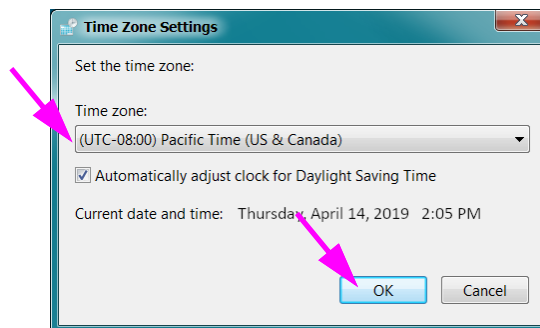 Time Zone Settings
Set the time zone:
Time zone:
(UTC-08:00) Pacific Time (US & Canada)
Automatically adjust clock for Daylight Saving Time
Current date and time: Thursday, April 14, 2019 2:05 PM
OK Cancel